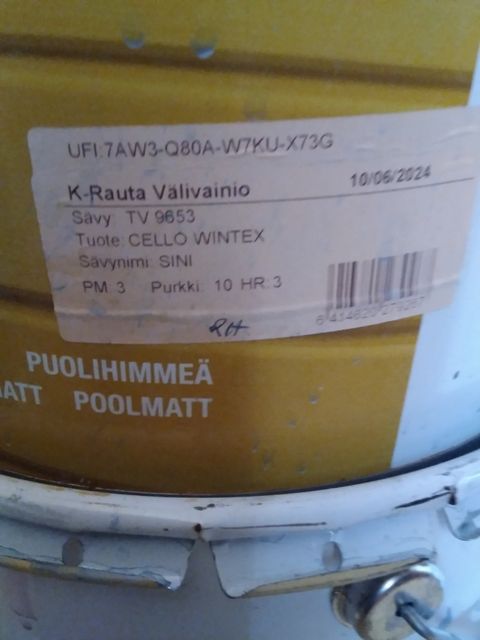 UFI:7AW3-Q80A-W7KU-X73G
K-Rauta Välivainio 10/06/2024
Sävy: TV 9653
Tuote: CELLO WINTEX
Sävynimi: SINI
PM: 3 Purkki: 10 HR: 3
RH
PUOLIHIMMEÄ
MATT POOLMATT